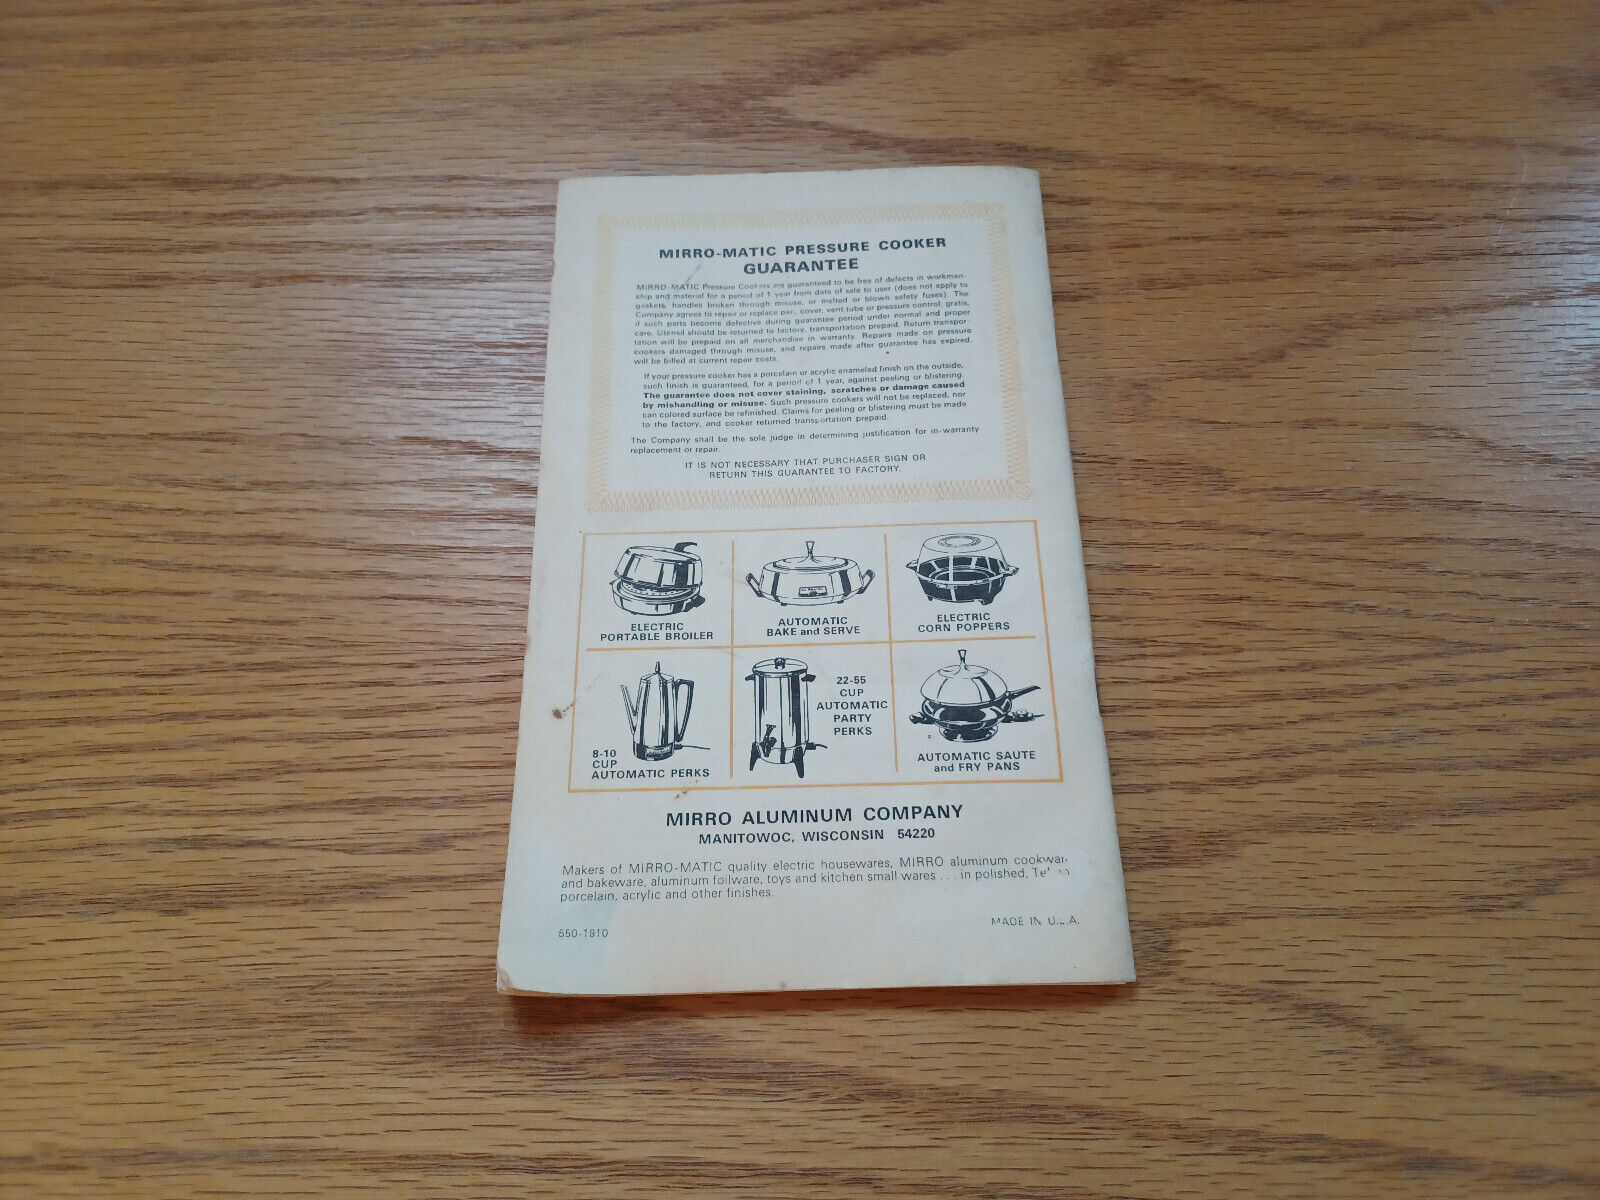 MIRRO-MATIC PRESSURE COOKER
GUARANTEE
MIRRO-MATIC Pressure Cookers are guaranteed to be free of defects in workman-
ship and material for a period of 1 year from date of sale to user (does not apply to
gaskets, handles broken through misuse, or melted or blown safety fuses). The
Company agrees to repair or replace pan, cover, vent tube or pressure control, gratis,
if such parts become defective during guarantee period under normal and proper
care. Utensil should be returned to factory, transportation prepaid. Return transpor-
tation will be prepaid on all merchandise in warranty. Repairs made on pressure
cookers damaged through misuse, and repairs made after guarantee has expired,
will be billed at current repair costs.
If your pressure cooker has a porcelain or acrylic enameled finish on the outside,
such finish is guaranteed, for a period of 1 year, against peeling or blistering.
The guarantee does not cover staining, scratches or damage caused
by mishandling or misuse. Such pressure cookers will not be replaced, nor
can colored surface be refinished. Claims for peeling or blistering must be made
to the factory, and cooker returned transportation prepaid.
The Company shall be the sole judge in determining justification for in-warranty
replacement or repair.
IT IS NOT NECESSARY THAT PURCHASER SIGN OR
RETURN THIS GUARANTEE TO FACTORY.
ELECTRIC
PORTABLE BROILER
AUTOMATIC
BAKE and SERVE
ELECTRIC
CORN POPPERS
8-10
CUP
AUTOMATIC PERKS
22-55
CUP
AUTOMATIC
PARTY
PERKS
AUTOMATIC SAUTE
and FRY PANS
MIRRO ALUMINUM COMPANY
MANITOWOC, WISCONSIN 54220
Makers of MIRRO-MATIC quality electric housewares, MIRRO aluminum cookware
and bakeware, aluminum foilware, toys and kitchen small wares . . . in polished,
porcelain, acrylic and other finishes.
550-1910
MADE IN U.S.A.